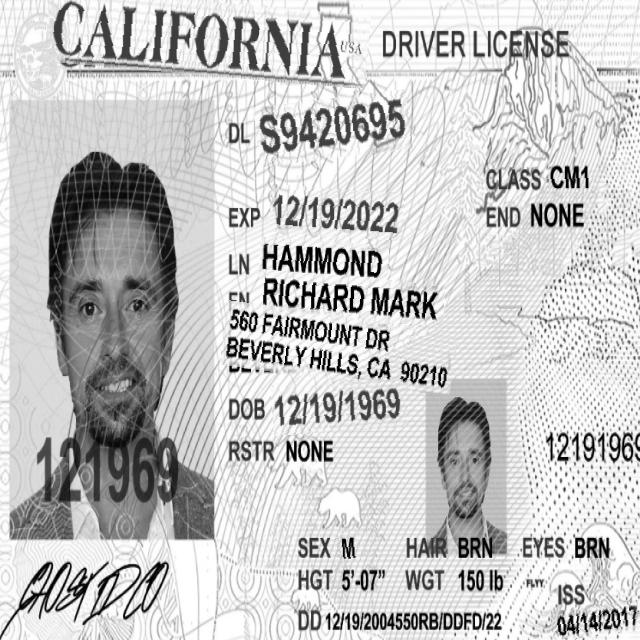 CALIFORNIA USA DRIVER LICENSE
DL S9420695
CLASS CM1
EXP 12/19/2022
END NONE
LN HAMMOND
FN RICHARD MARK
560 FAIRMOUNT DR
BEVERLY HILLS, CA 90210
DOB 12/19/1969
RSTR NONE
12191969
121969
SEX M HAIR BRN EYES BRN
HGT 5'-07" WGT 150 lb
ISS
DD 12/19/2004550RB/DDFD/22
04/14/2017